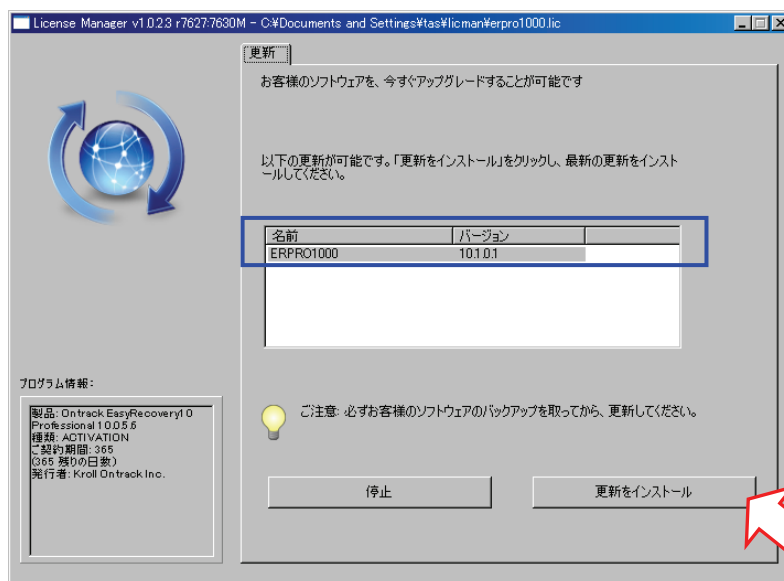 License Manager v1.0.2.3 r7627:7630M - C:¥Documents and Settings¥tas¥licman¥erpro1000.lic
更新
お客様のソフトウェアを、今すぐアップグレードすることが可能です
以下の更新が可能です。「更新をインストール」をクリックし、最新の更新をインスト
ールしてください。
名前 バージョン
ERPRO1000 10.1.0.1
プログラム情報:
製品: Ontrack EasyRecovery10
Professional 10.0.5.6
種類: ACTIVATION
ご契約期間: 365
(365 残りの日数)
発行者: Kroll Ontrack Inc.
ご注意: 必ずお客様のソフトウェアのバックアップを取ってから、更新してください。
停止
更新をインストール